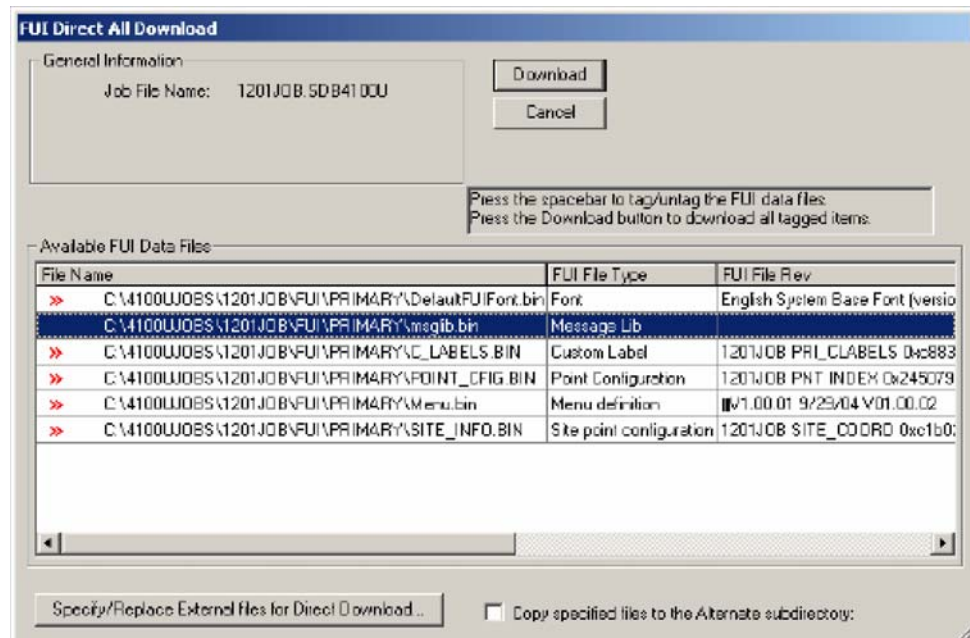 FUI Direct All Download
General Information
Job File Name: 1201JOB.SDB4100U
Download
Cancel
Press the spacebar to tag/untag the FUI data files.
Press the Download button to download all tagged items.
Available FUI Data Files
File Name FUI File Type FUI File Rev
» C:\4100UJOBS\1201JOB\FUI\PRIMARY\DefaultFUIFont.bin Font English System Base Font (versio
C:\4100UJOBS\1201JOB\FUI\PRIMARY\msglib.bin Message Lib
» C:\4100UJOBS\1201JOB\FUI\PRIMARY\C_LABELS.BIN Custom Label 1201JOB PRI_CLABELS 0xc883
» C:\4100UJOBS\1201JOB\FUI\PRIMARY\POINT_CFIG.BIN Point Configuration 1201JOB PNT INDEX 0x245079
» C:\4100UJOBS\1201JOB\FUI\PRIMARY\Menu.bin Menu definition V1.00.01 9/29/04 V01.00.02
» C:\4100UJOBS\1201JOB\FUI\PRIMARY\SITE_INFO.BIN Site point configuration 1201JOB SITE_COORD
Specify/Replace External files for Direct Download...
Copy specified files to the Alternate subdirectory: